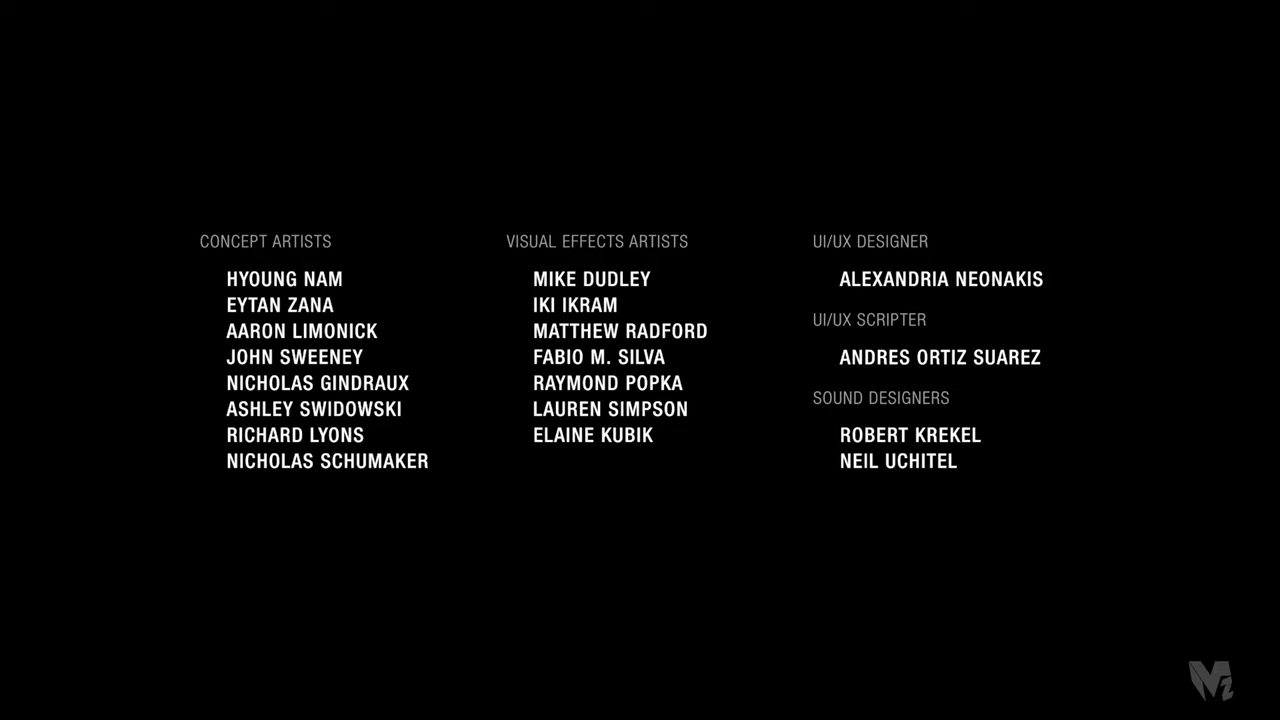 CONCEPT ARTISTS
HYOUNG NAM
EYTAN ZANA
AARON LIMONICK
JOHN SWEENEY
NICHOLAS GINDRAUX
ASHLEY SWIDOWSKI
RICHARD LYONS
NICHOLAS SCHUMAKER
VISUAL EFFECTS ARTISTS
MIKE DUDLEY
IKI IKRAM
MATTHEW RADFORD
FABIO M. SILVA
RAYMOND POPKA
LAUREN SIMPSON
ELAINE KUBIK
UI/UX DESIGNER
ALEXANDRIA NEONAKIS
UI/UX SCRIPTER
ANDRES ORTIZ SUAREZ
SOUND DESIGNERS
ROBERT KREKEL
NEIL UCHITEL